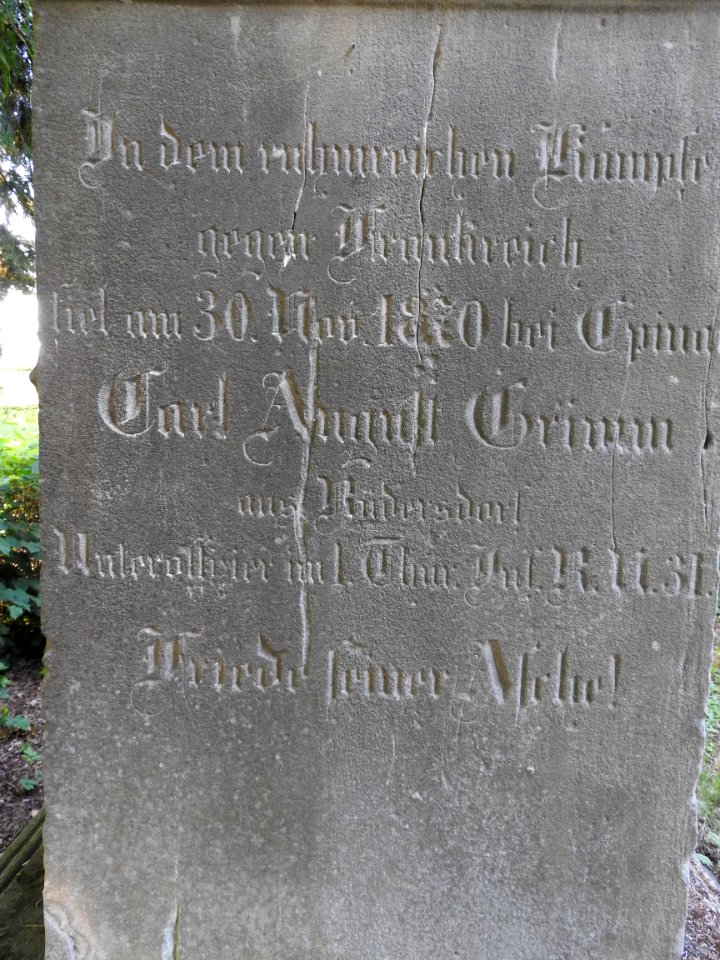 In dem ruhmreichen Kampfe
gegen Frankreich
fiel am 30. Nov. 1870 bei Epinay
Carl August Grimm
aus Rüdersdorf
Unteroffizier im 1. Thür. Inf. R. N. 31.
Friede seiner Asche!